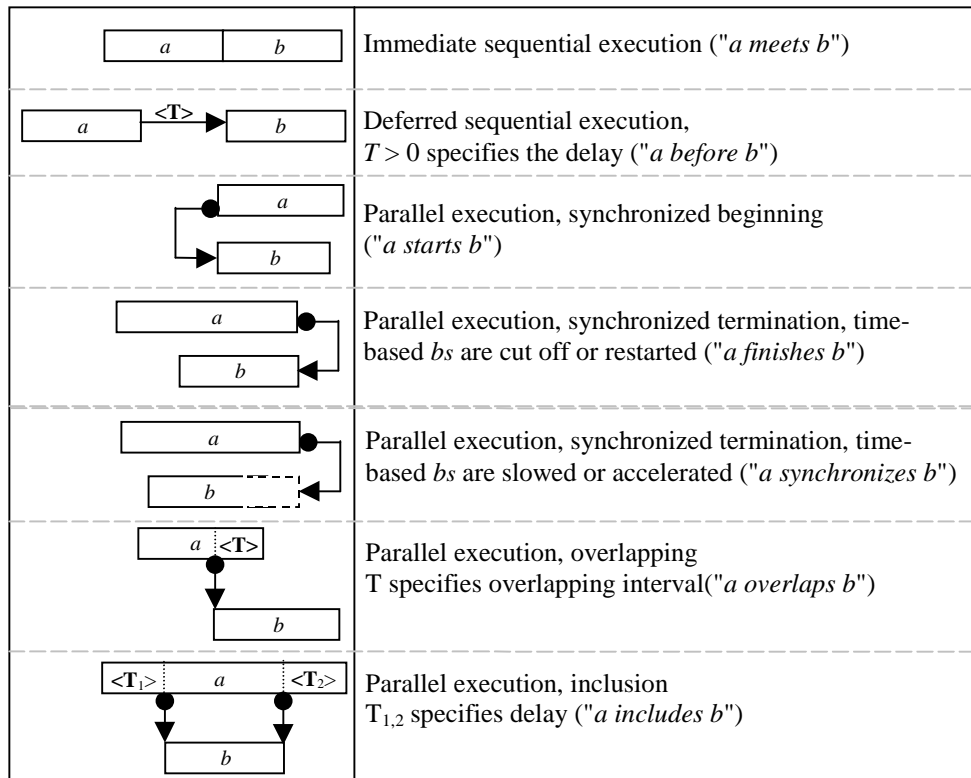 a b
Immediate sequential execution ("a meets b")
<T>
a b
Deferred sequential execution,
T > 0 specifies the delay ("a before b")
a
b
Parallel execution, synchronized beginning
("a starts b")
a
b
Parallel execution, synchronized termination, time-
based bs are cut off or restarted ("a finishes b")
a
b
Parallel execution, synchronized termination, time-
based bs are slowed or accelerated ("a synchronizes b")
a <T>
b
Parallel execution, overlapping
T specifies overlapping interval("a overlaps b")
<T₁> a <T₂>
b
Parallel execution, inclusion
T₁,₂ specifies delay ("a includes b")